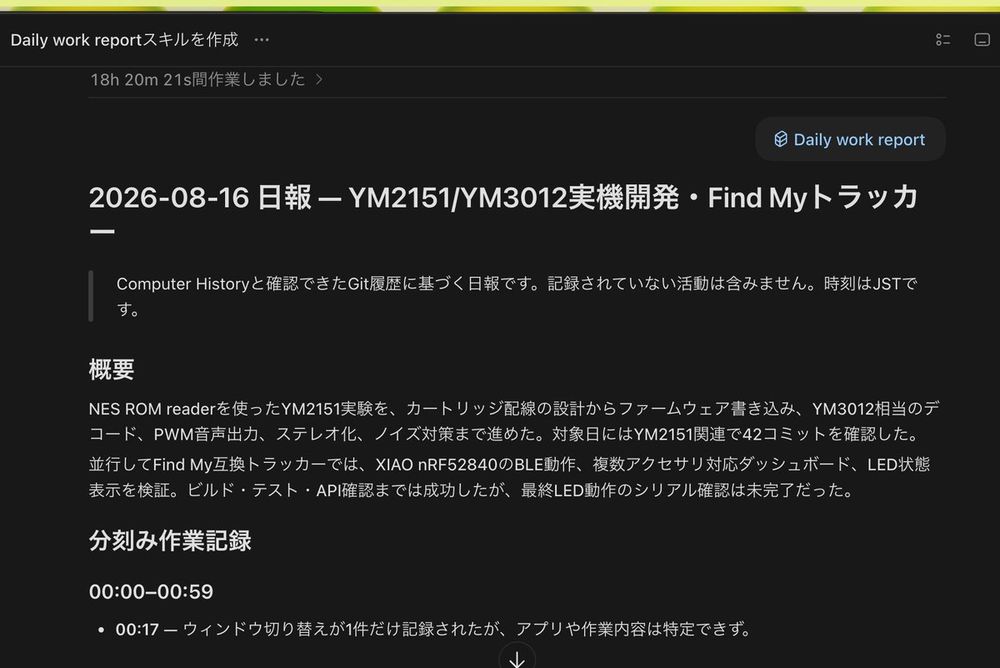 Daily work reportスキルを作成 …
18h 20m 21s間作業しました >
Daily work report
2026-08-16 日報 — YM2151/YM3012実機開発・Find Myトラッカ
ー
Computer Historyと確認できたGit履歴に基づく日報です。記録されていない活動は含みません。時刻はJSTで
す。
概要
NES ROM readerを使ったYM2151実験を、カートリッジ配線の設計からファームウェア書き込み、YM3012相当のデ
コード、PWM音声出力、ステレオ化、ノイズ対策まで進めた。対象日にはYM2151関連で42コミットを確認した。
並行してFind My互換トラッカーでは、XIAO nRF52840のBLE動作、複数アクセサリ対応ダッシュボード、LED状態
表示を検証。ビルド・テスト・API確認までは成功したが、最終LED動作のシリアル確認は未完了だった。
分刻み作業記録
00:00–00:59
• 00:17 — ウィンドウ切り替えが1件だけ記録されたが、アプリや作業内容は特定できず。